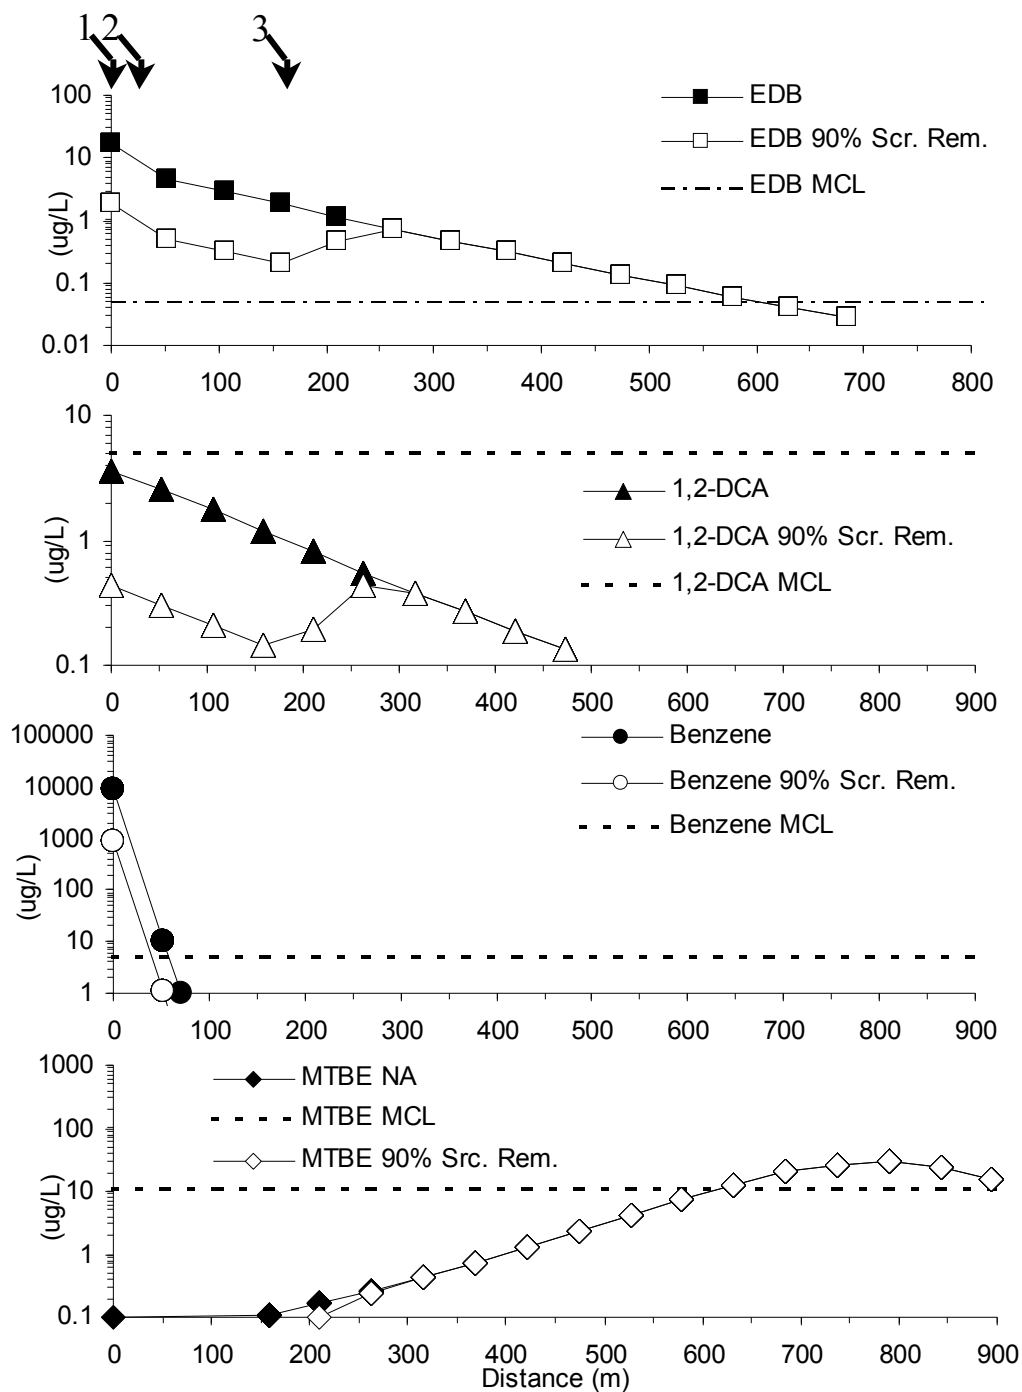 1 2 3
100
10
1
0.1
0.01
(ug/L)
EDB
EDB 90% Scr. Rem.
EDB MCL
0 100 200 300 400 500 600 700 800
10
1
0.1
(ug/L)
1,2-DCA
1,2-DCA 90% Scr. Rem.
1,2-DCA MCL
0 100 200 300 400 500 600 700 800 900
100000
10000
1000
100
10
1
(ug/L)
Benzene
Benzene 90% Scr. Rem.
Benzene MCL
0 100 200 300 400 500 600 700 800 900
1000
100
10
1
0.1
(ug/L)
MTBE NA
MTBE MCL
MTBE 90% Src. Rem.
0 100 200 300 400 500 600 700 800 900
Distance (m)